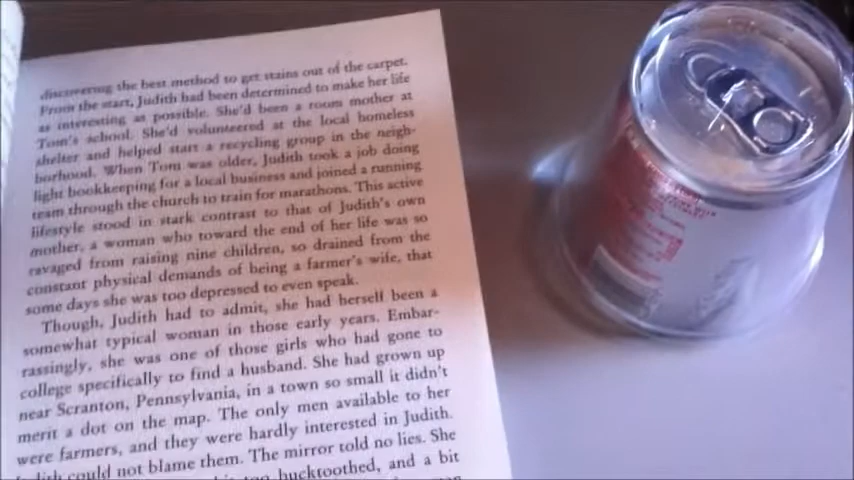 discovering the best method to get stains out of the carpet.
From the start, Judith had been determined to make her life
as interesting as possible. She'd been a room mother at
Tom's school. She'd volunteered at the local homeless
shelter and helped start a recycling group in the neigh-
borhood. When Tom was older, Judith took a job doing
light bookkeeping for a local business and joined a running
team through the church to train for marathons. This active
lifestyle stood in stark contrast to that of Judith's own
mother, a woman who toward the end of her life was so
ravaged from raising nine children, so drained from the
constant physical demands of being a farmer's wife, that
some days she was too depressed to even speak.
Though, Judith had to admit, she had herself been a
somewhat typical woman in those early years. Embar-
rassingly, she was one of those girls who had gone to
college specifically to find a husband. She had grown up
near Scranton, Pennsylvania, in a town so small it didn't
merit a dot on the map. The only men available to her
were farmers, and they were hardly interested in Judith.
Judith could not blame them. The mirror told no lies. She
too bucktoothed, and a bit